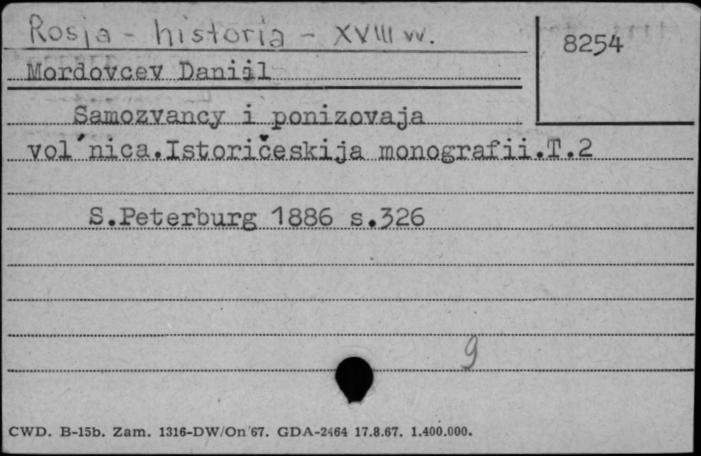 Rosja - historia - XVIII w.
8254
Mordovcev Daniil
Samozvancy i ponizovaja
vol'nica.Istoričeskija monografii.T.2
S.Peterburg 1886 s.326
9
CWD. B-15b. Zam. 1316-DW/On/67. GDA-2464 17.8.67. 1.400.000.